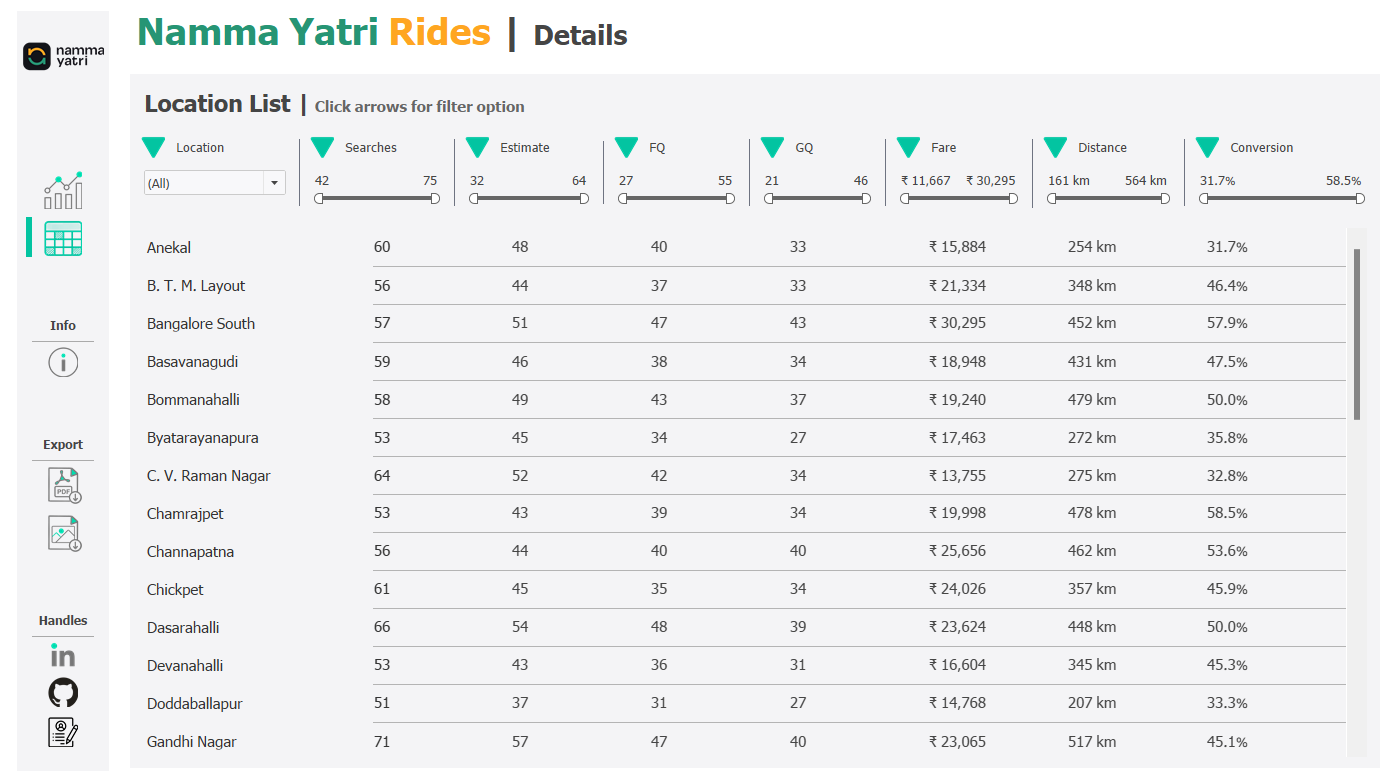 namma
yatri
Namma Yatri Rides | Details
Location List | Click arrows for filter option
Location Searches Estimate FQ GQ Fare Distance Conversion
(All) 42 75 32 64 27 55 21 46 ₹ 11,667 ₹ 30,295 161 km 564 km 31.7% 58.5%
Anekal 60 48 40 33 ₹ 15,884 254 km 31.7%
B. T. M. Layout 56 44 37 33 ₹ 21,334 348 km 46.4%
Bangalore South 57 51 47 43 ₹ 30,295 452 km 57.9%
Basavanagudi 59 46 38 34 ₹ 18,948 431 km 47.5%
Bommanahalli 58 49 43 37 ₹ 19,240 479 km 50.0%
Byatarayanapura 53 45 34 27 ₹ 17,463 272 km 35.8%
C. V. Raman Nagar 64 52 42 34 ₹ 13,755 275 km 32.8%
Chamrajpet 53 43 39 34 ₹ 19,998 478 km 58.5%
Channapatna 56 44 40 40 ₹ 25,656 462 km 53.6%
Chickpet 61 45 35 34 ₹ 24,026 357 km 45.9%
Dasarahalli 66 54 48 39 ₹ 23,624 448 km 50.0%
Devanahalli 53 43 36 31 ₹ 16,604 345 km 45.3%
Doddaballapur 51 37 31 27 ₹ 14,768 207 km 33.3%
Gandhi Nagar 71 57 47 40 ₹ 23,065 517 km 45.1%
Info
i
Export
PDF
Handles
in